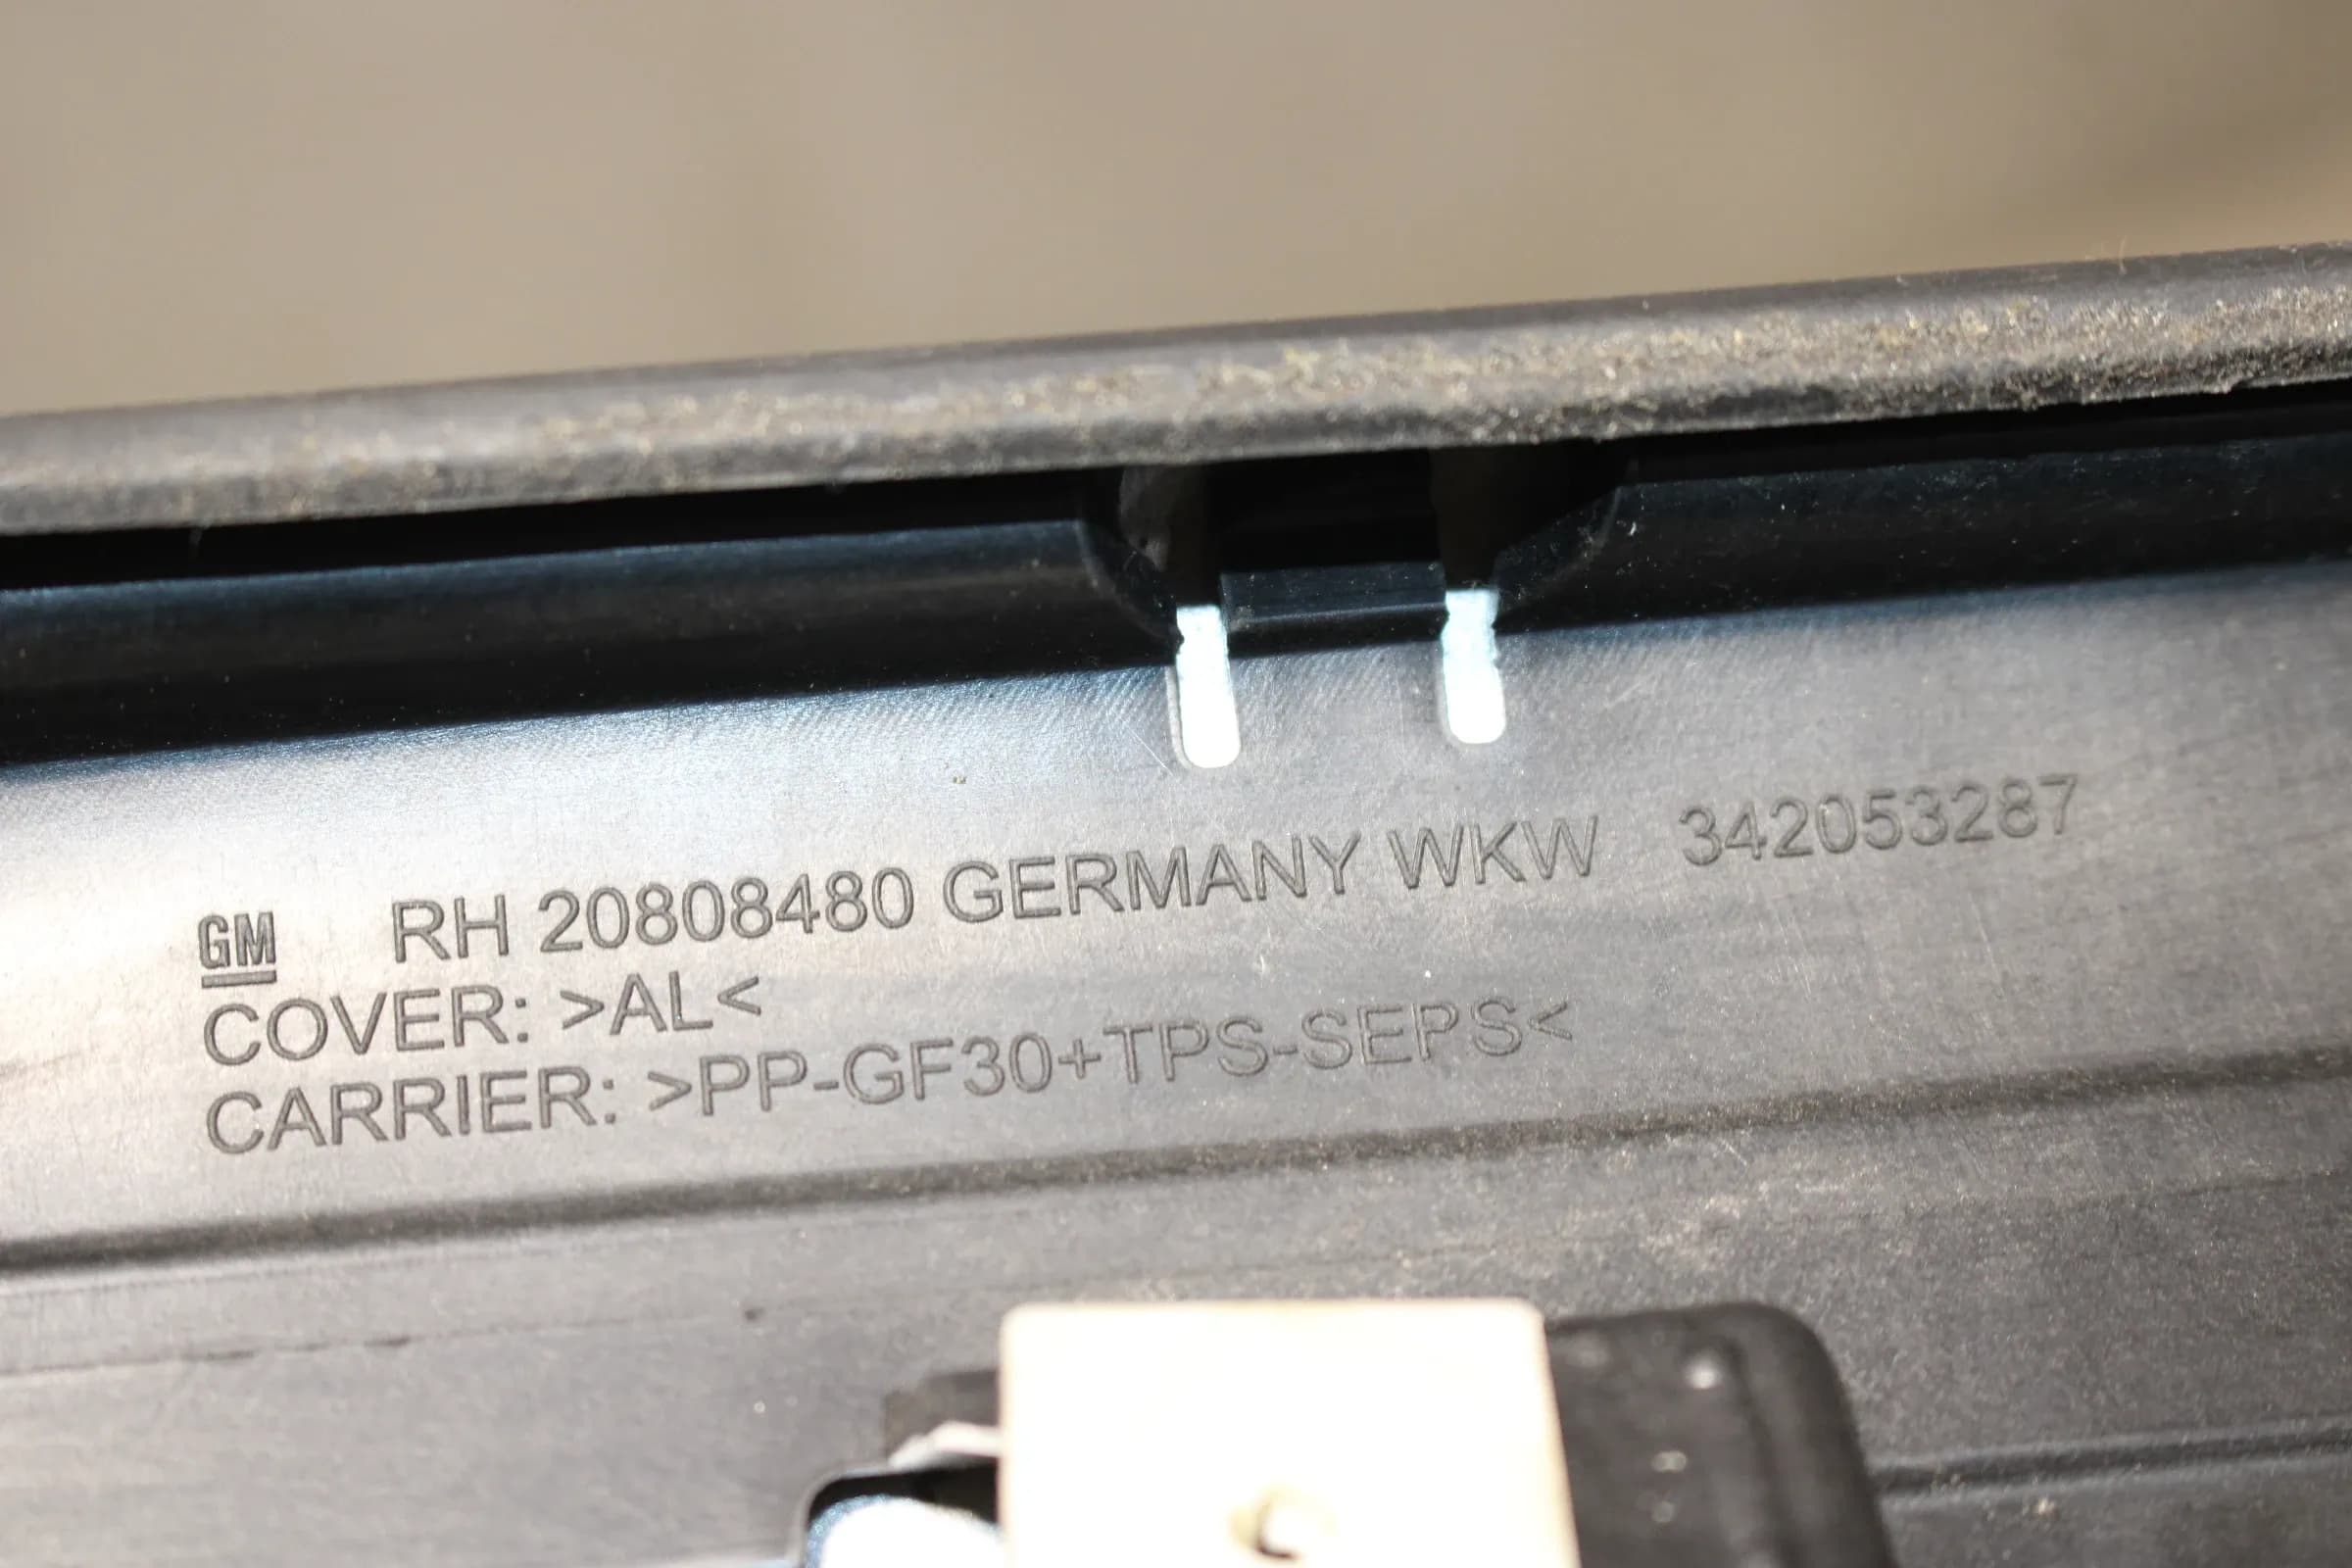 GM RH 20808480 GERMANY WKW 342053287
COVER: >AL<
CARRIER: >PP-GF30+TPS-SEPS<